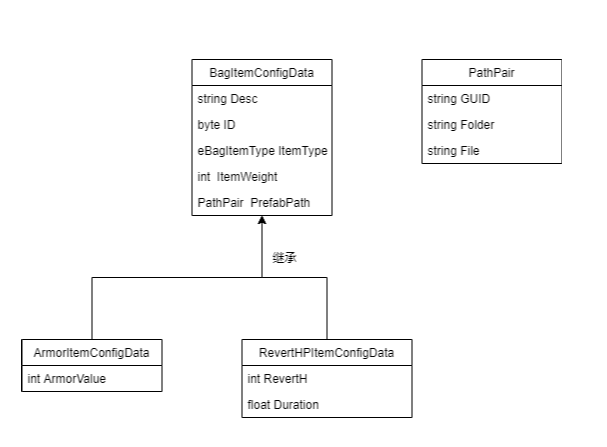 BagItemConfigData
string Desc
byte ID
eBagItemType ItemType
int ItemWeight
PathPair PrefabPath
PathPair
string GUID
string Folder
string File
继承
ArmorItemConfigData
int ArmorValue
RevertHPItemConfigData
int RevertH
float Duration